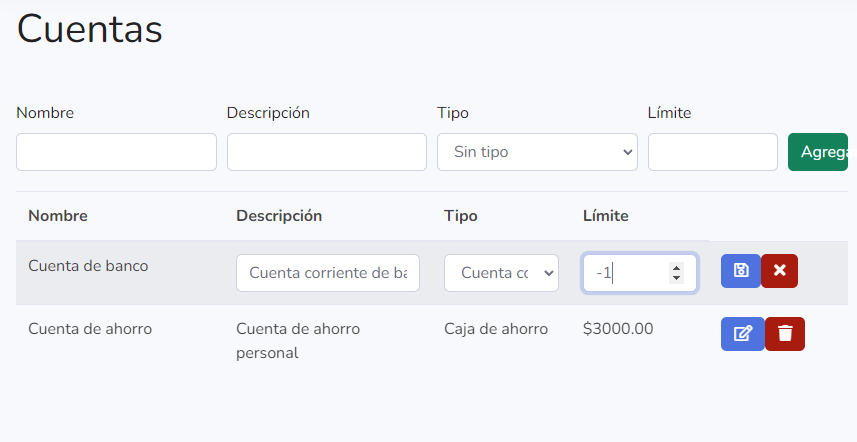 Cuentas
Nombre Descripción Tipo Límite
Sin tipo Agrega
Nombre Descripción Tipo Límite
Cuenta de banco Cuenta corriente de ba Cuenta co -1
Cuenta de ahorro Cuenta de ahorro Caja de ahorro $3000.00
personal